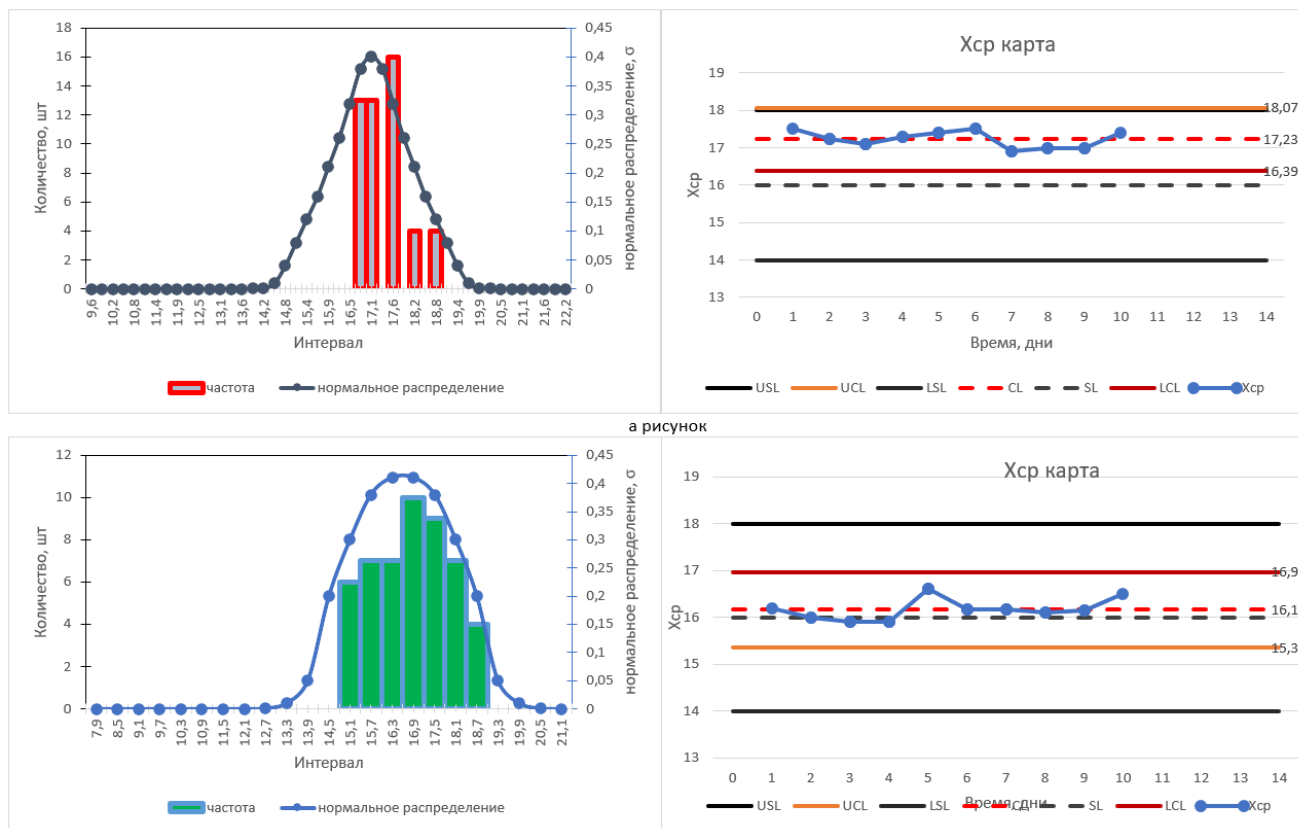 Количество, шт
18
16
14
12
10
8
6
4
2
0
0,45
0,4
0,35
0,3
0,25
0,2
0,15
0,1
0,05
0
нормальное распределение, σ
9,6 10,2 10,8 11,4 11,9 12,5 13,1 13,6 14,2 14,8 15,4 15,9 16,5 17,1 17,6 18,2 18,8 19,4 19,9 20,5 21,1 21,6 22,2
Интервал
частота нормальное распределение
Xср карта
Xср
19
18
17
16
15
14
13
18,07
17,23
16,39
0 1 2 3 4 5 6 7 8 9 10 11 12 13 14
Время, дни
USL UCL LSL CL SL LCL Xср
а рисунок
Количество, шт
12
10
8
6
4
2
0
0,45
0,4
0,35
0,3
0,25
0,2
0,15
0,1
0,05
0
нормальное распределение, σ
7,9 8,5 9,1 9,7 10,3 10,9 11,5 12,1 12,7 13,3 13,9 14,5 15,1 15,7 16,3 16,9 17,5 18,1 18,7 19,3 19,9 20,5 21,1
Интервал
частота нормальное распределение
Xср карта
Xср
19
18
17
16
15
14
13
16,9
16,1
15,3
0 1 2 3 4 5 6 7 8 9 10 11 12 13 14
Время, дни
USL UCL LSL CL SL LCL Xср